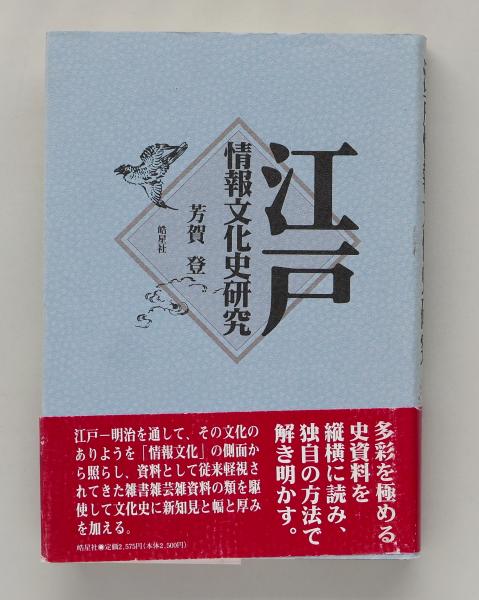 江戸
情報文化史研究
芳賀 登
皓星社
多彩を極める
史資料を
縦横に読み、
独自の方法で
解き明かす。
江戸―明治を通して、その文化の
ありようを「情報文化」の側面か
ら照らし、資料として従来軽視さ
れてきた雑書雑芸雑資料の類を駆
使して文化史に新知見と幅と厚み
を加える。
皓星社●定価2,575円(本体2,500円)